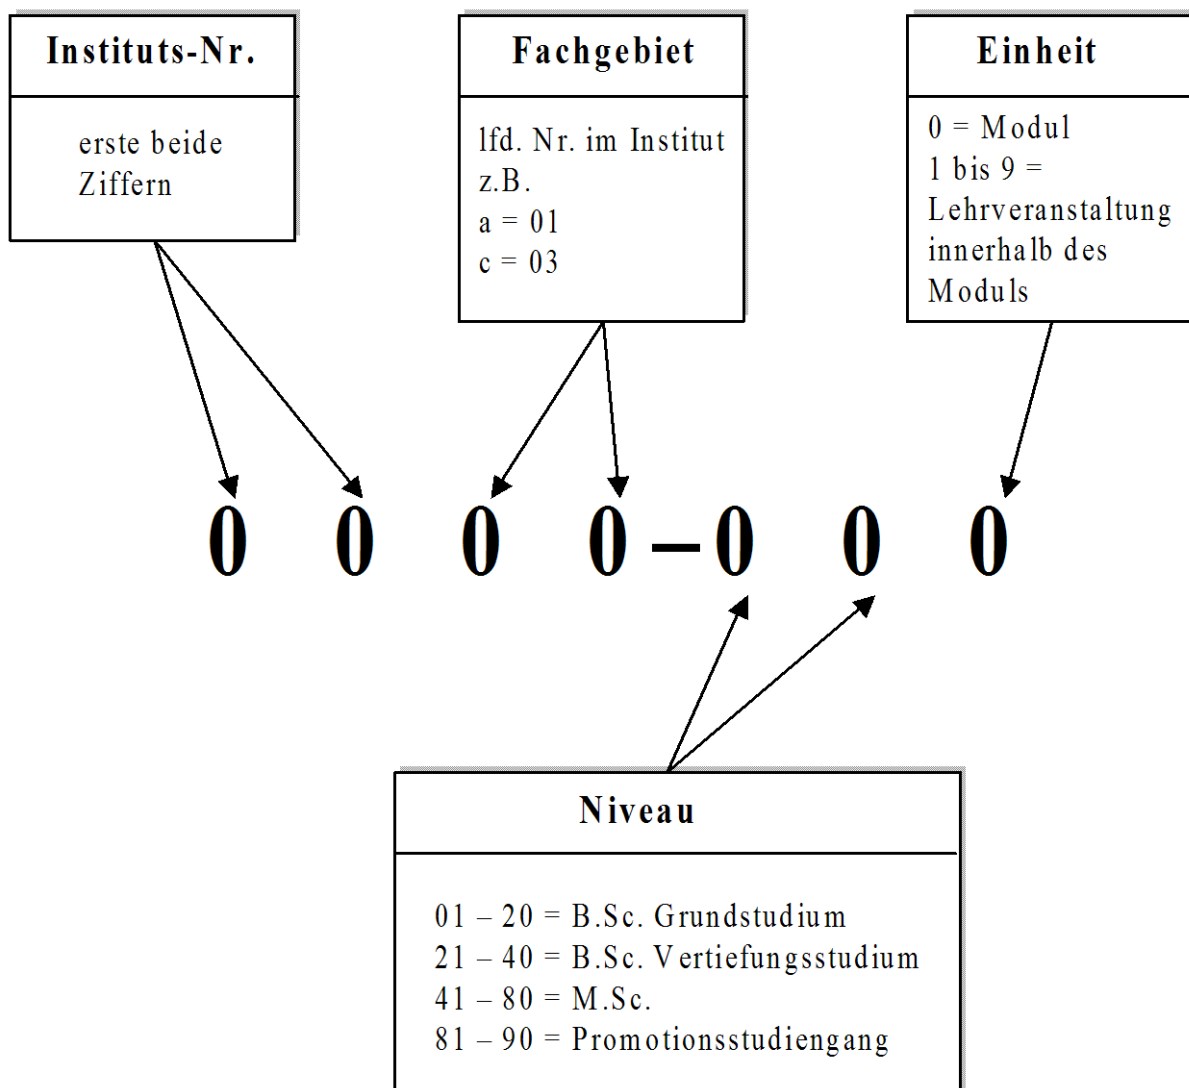 Instituts-Nr.
erste beide
Ziffern
Fachgebiet
lfd. Nr. im Institut
z.B.
a = 01
c = 03
Einheit
0 = Modul
1 bis 9 =
Lehrveranstaltung
innerhalb des
Moduls
0 0 0 0 – 0 0 0
Niveau
01 – 20 = B.Sc. Grundstudium
21 – 40 = B.Sc. Vertiefungsstudium
41 – 80 = M.Sc.
81 – 90 = Promotionsstudiengang